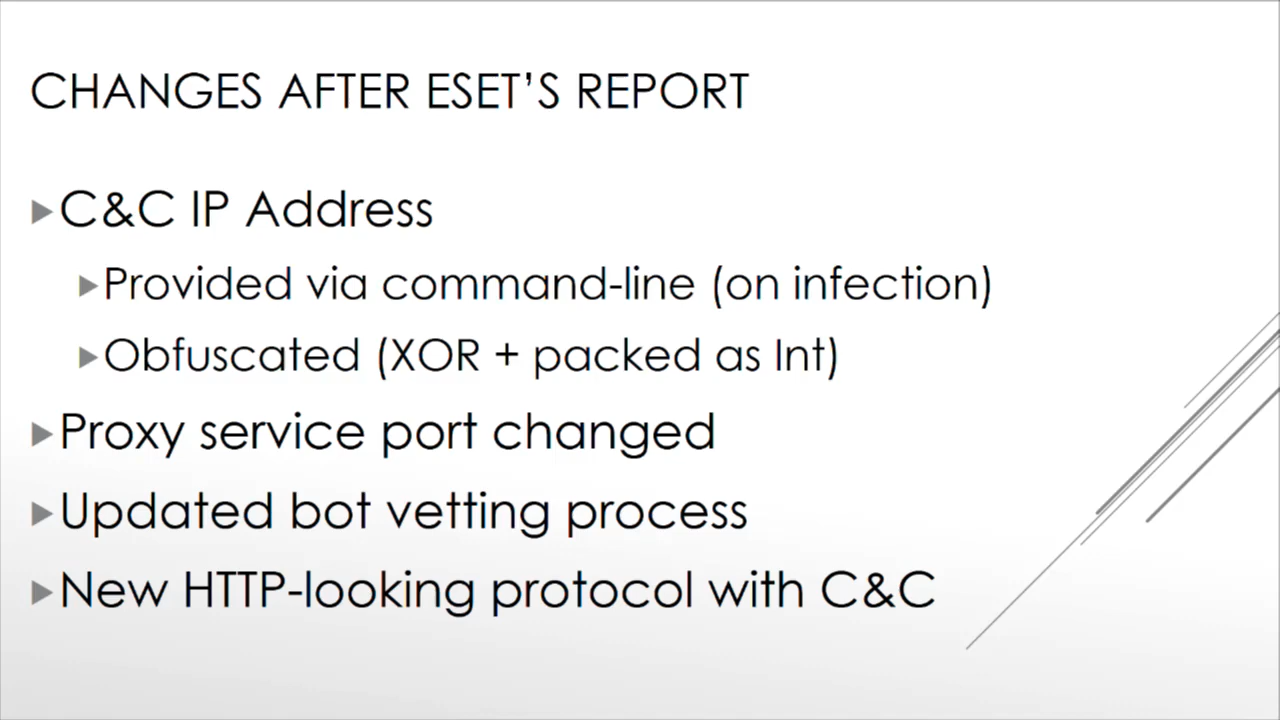 CHANGES AFTER ESET’S REPORT
C&C IP Address
Provided via command-line (on infection)
Obfuscated (XOR + packed as Int)
Proxy service port changed
Updated bot vetting process
New HTTP-looking protocol with C&C